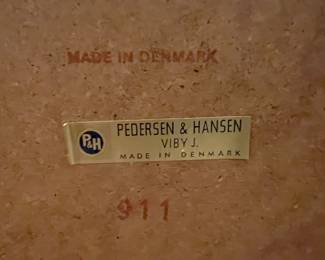 MADE IN DENMARK
P&H
PEDERSEN & HANSEN
VIBY J.
MADE IN DENMARK
911